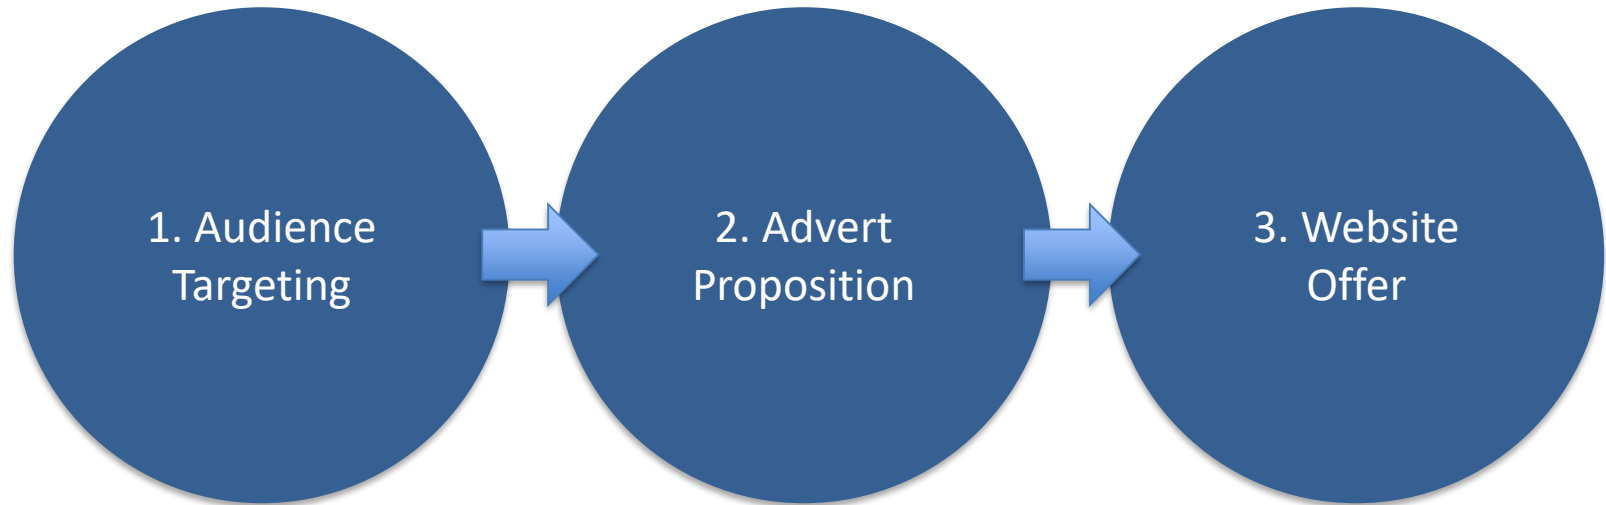 1. Audience
Targeting
2. Advert
Proposition
3. Website
Offer